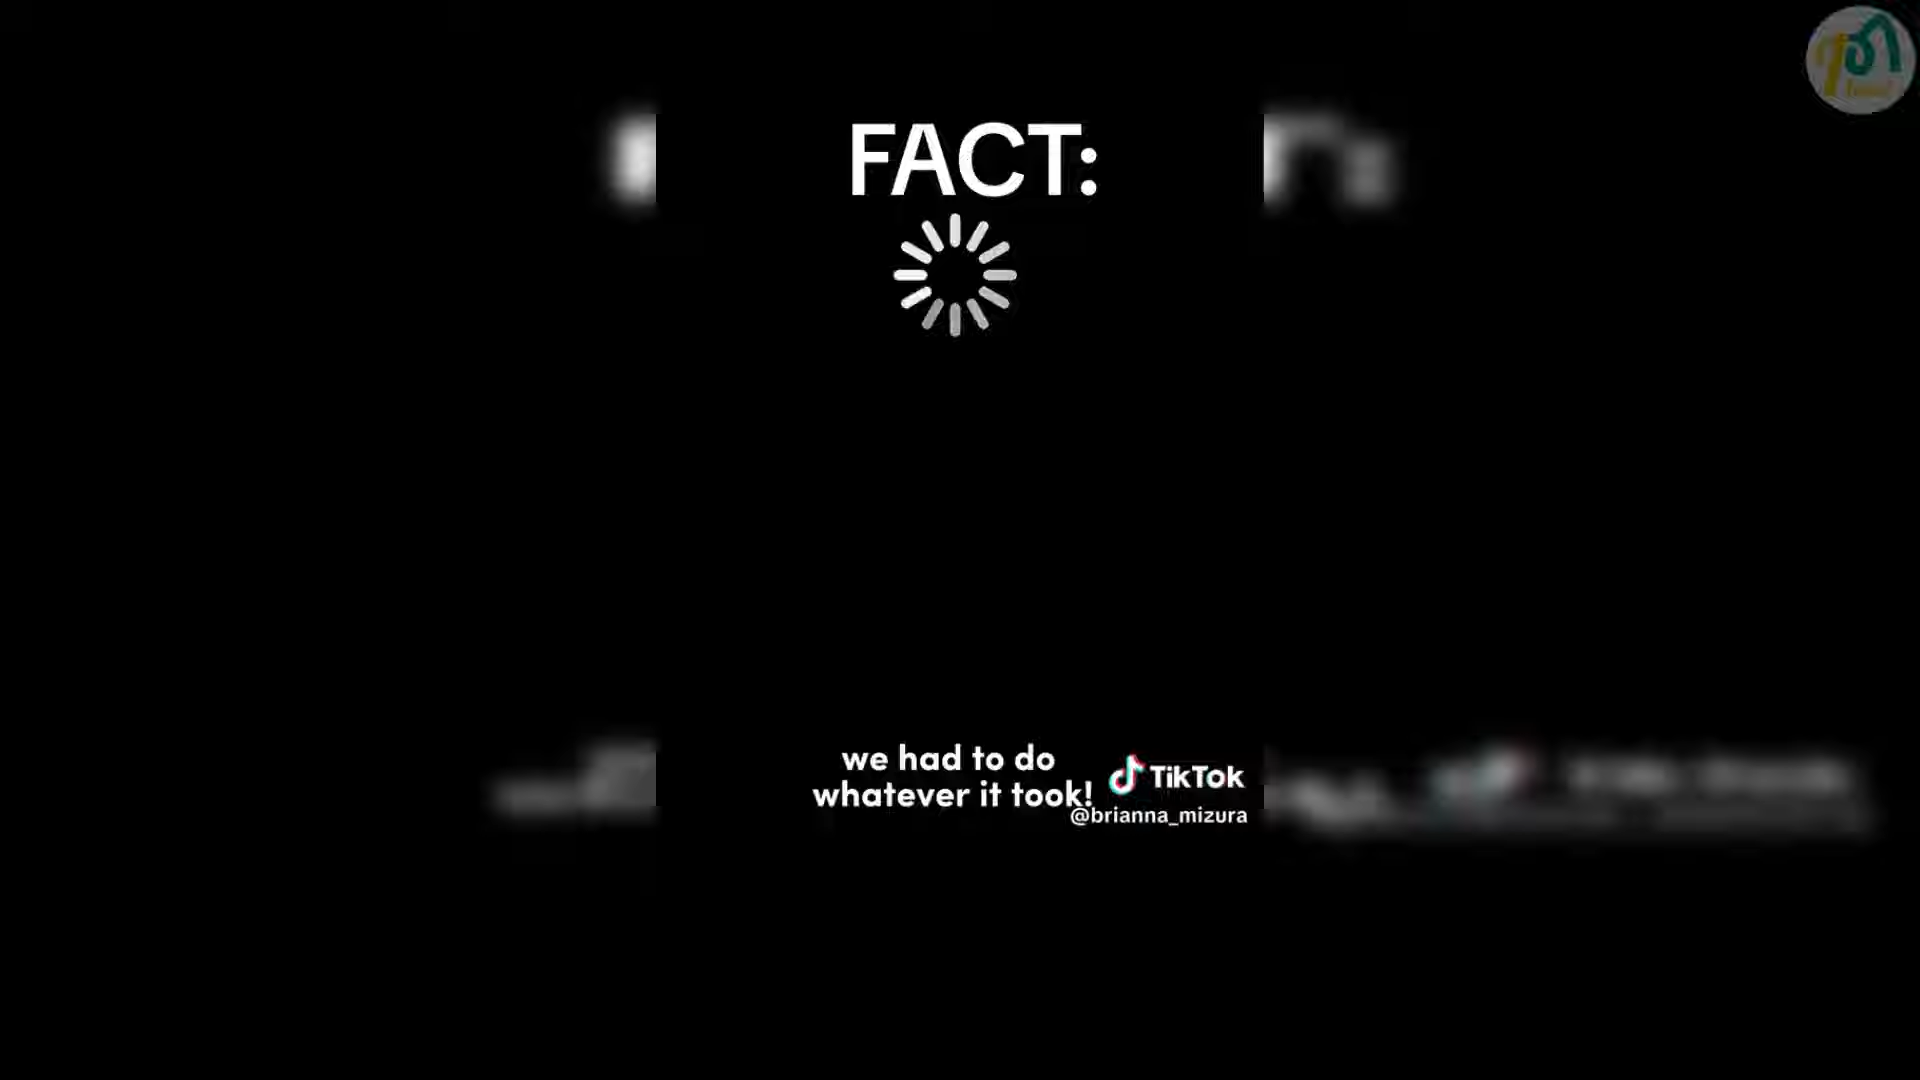 FACT:
we had to do
whatever it took!
TikTok
@brianna_mizura